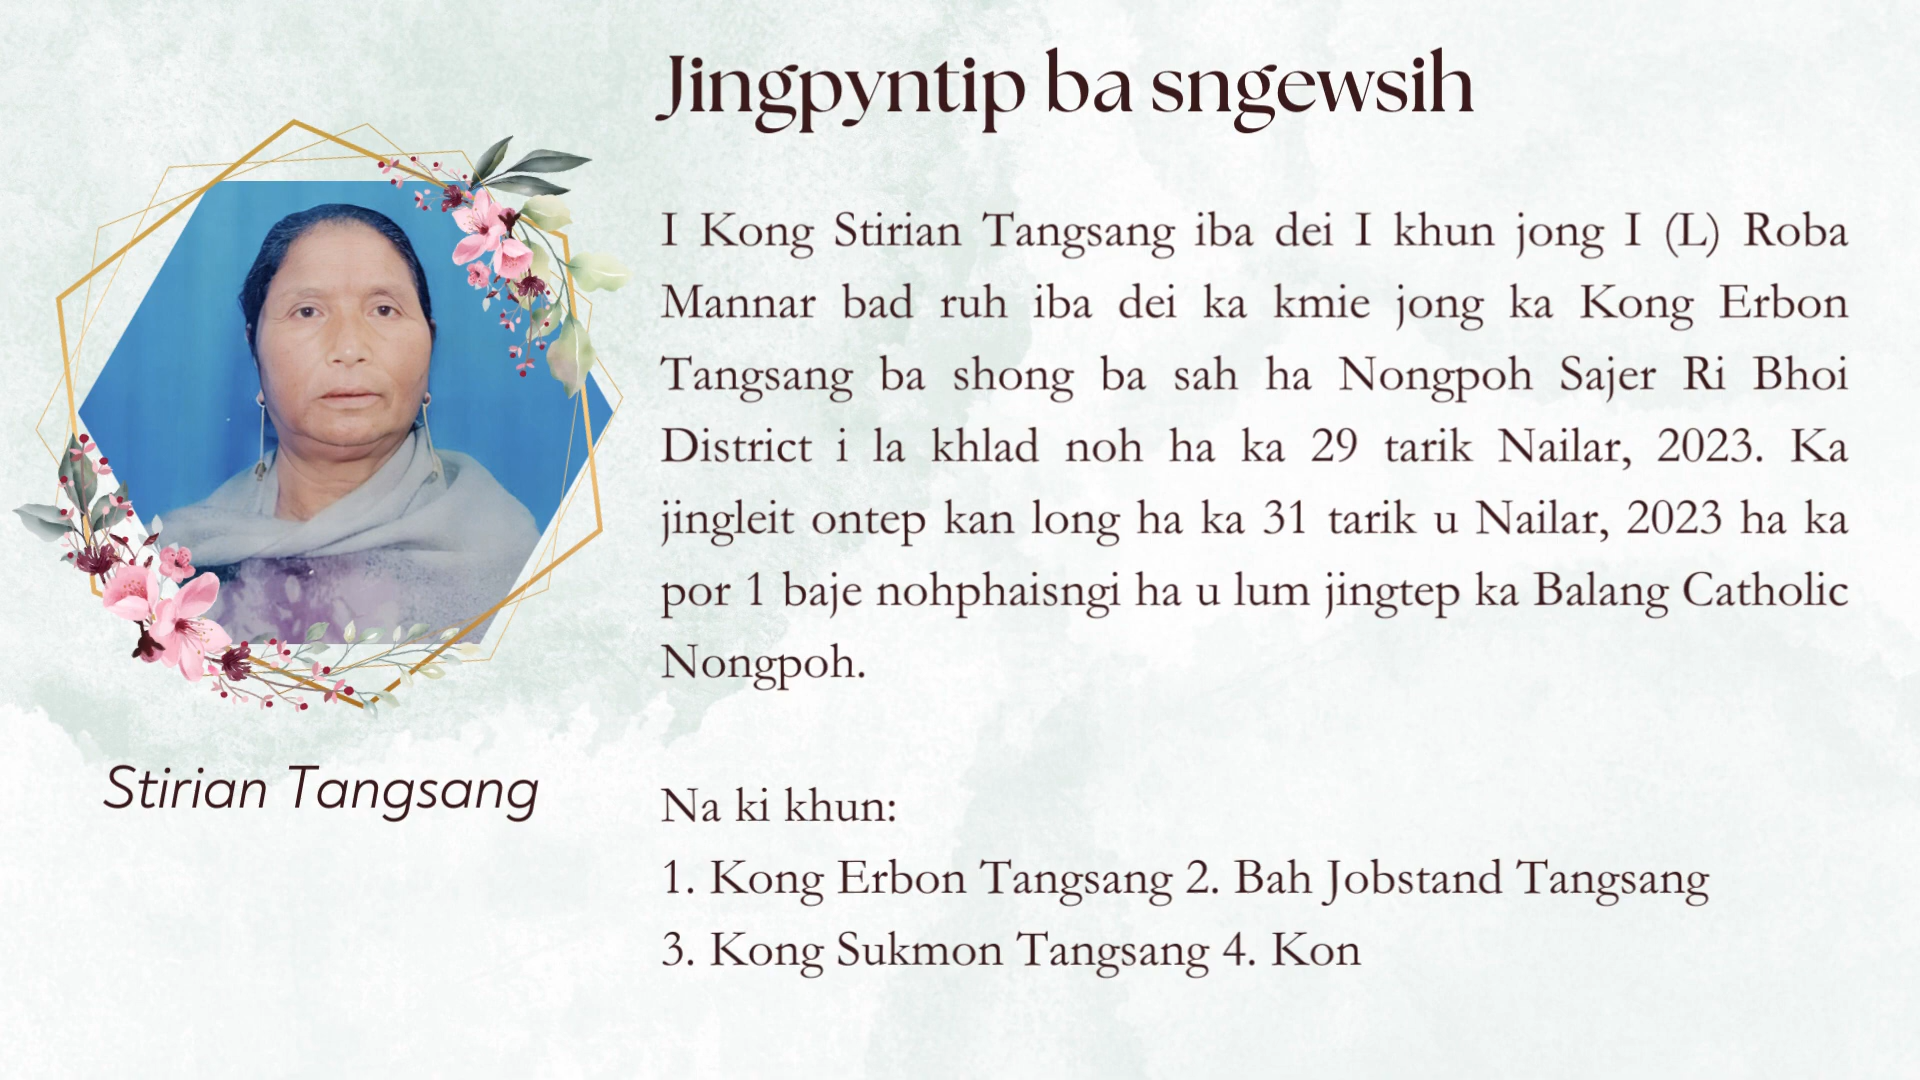 Jingpyntip ba sngewsih
I Kong Stirian Tangsang iba dei I khun jong I (L) Roba
Mannar bad ruh iba dei ka kmie jong ka Kong Erbon
Tangsang ba shong ba sah ha Nongpoh Sajer Ri Bhoi
District i la khlad noh ha ka 29 tarik Nailar, 2023. Ka
jingleit ontep kan long ha ka 31 tarik u Nailar, 2023 ha ka
por 1 baje nohphaisngi ha u lum jingtep ka Balang Catholic
Nongpoh.
Na ki khun:
1. Kong Erbon Tangsang 2. Bah Jobstand Tangsang
3. Kong Sukmon Tangsang 4. Kon
Stirian Tangsang